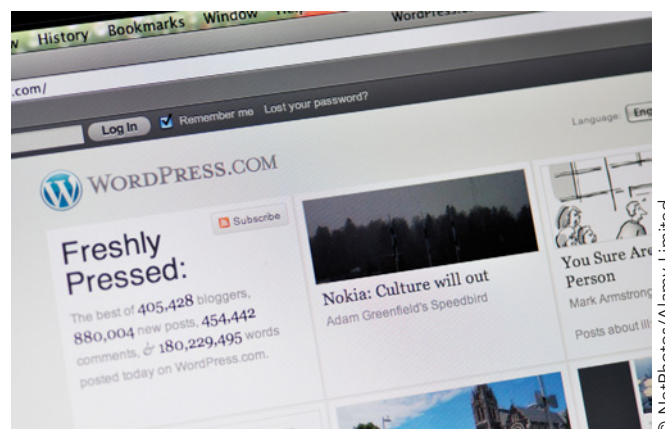 History Bookmarks Window
WordPress.co
.com/
Log In Remember me Lost your password?
Language: Eng
WORDPRESS.COM
Subscribe
Freshly
Pressed:
The best of 405,428 bloggers,
880,004 new posts, 454,442
comments, & 180,229,495 words
posted today on WordPress.com.
Nokia: Culture will out
Adam Greenfield's Speedbird
You Sure Are
Person
Mark Armstrong
Posts about ill
© NetPhotos/Alamy Limited